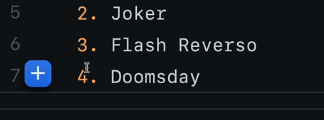 5 2. Joker
6 3. Flash Reverso
7 4. Doomsday